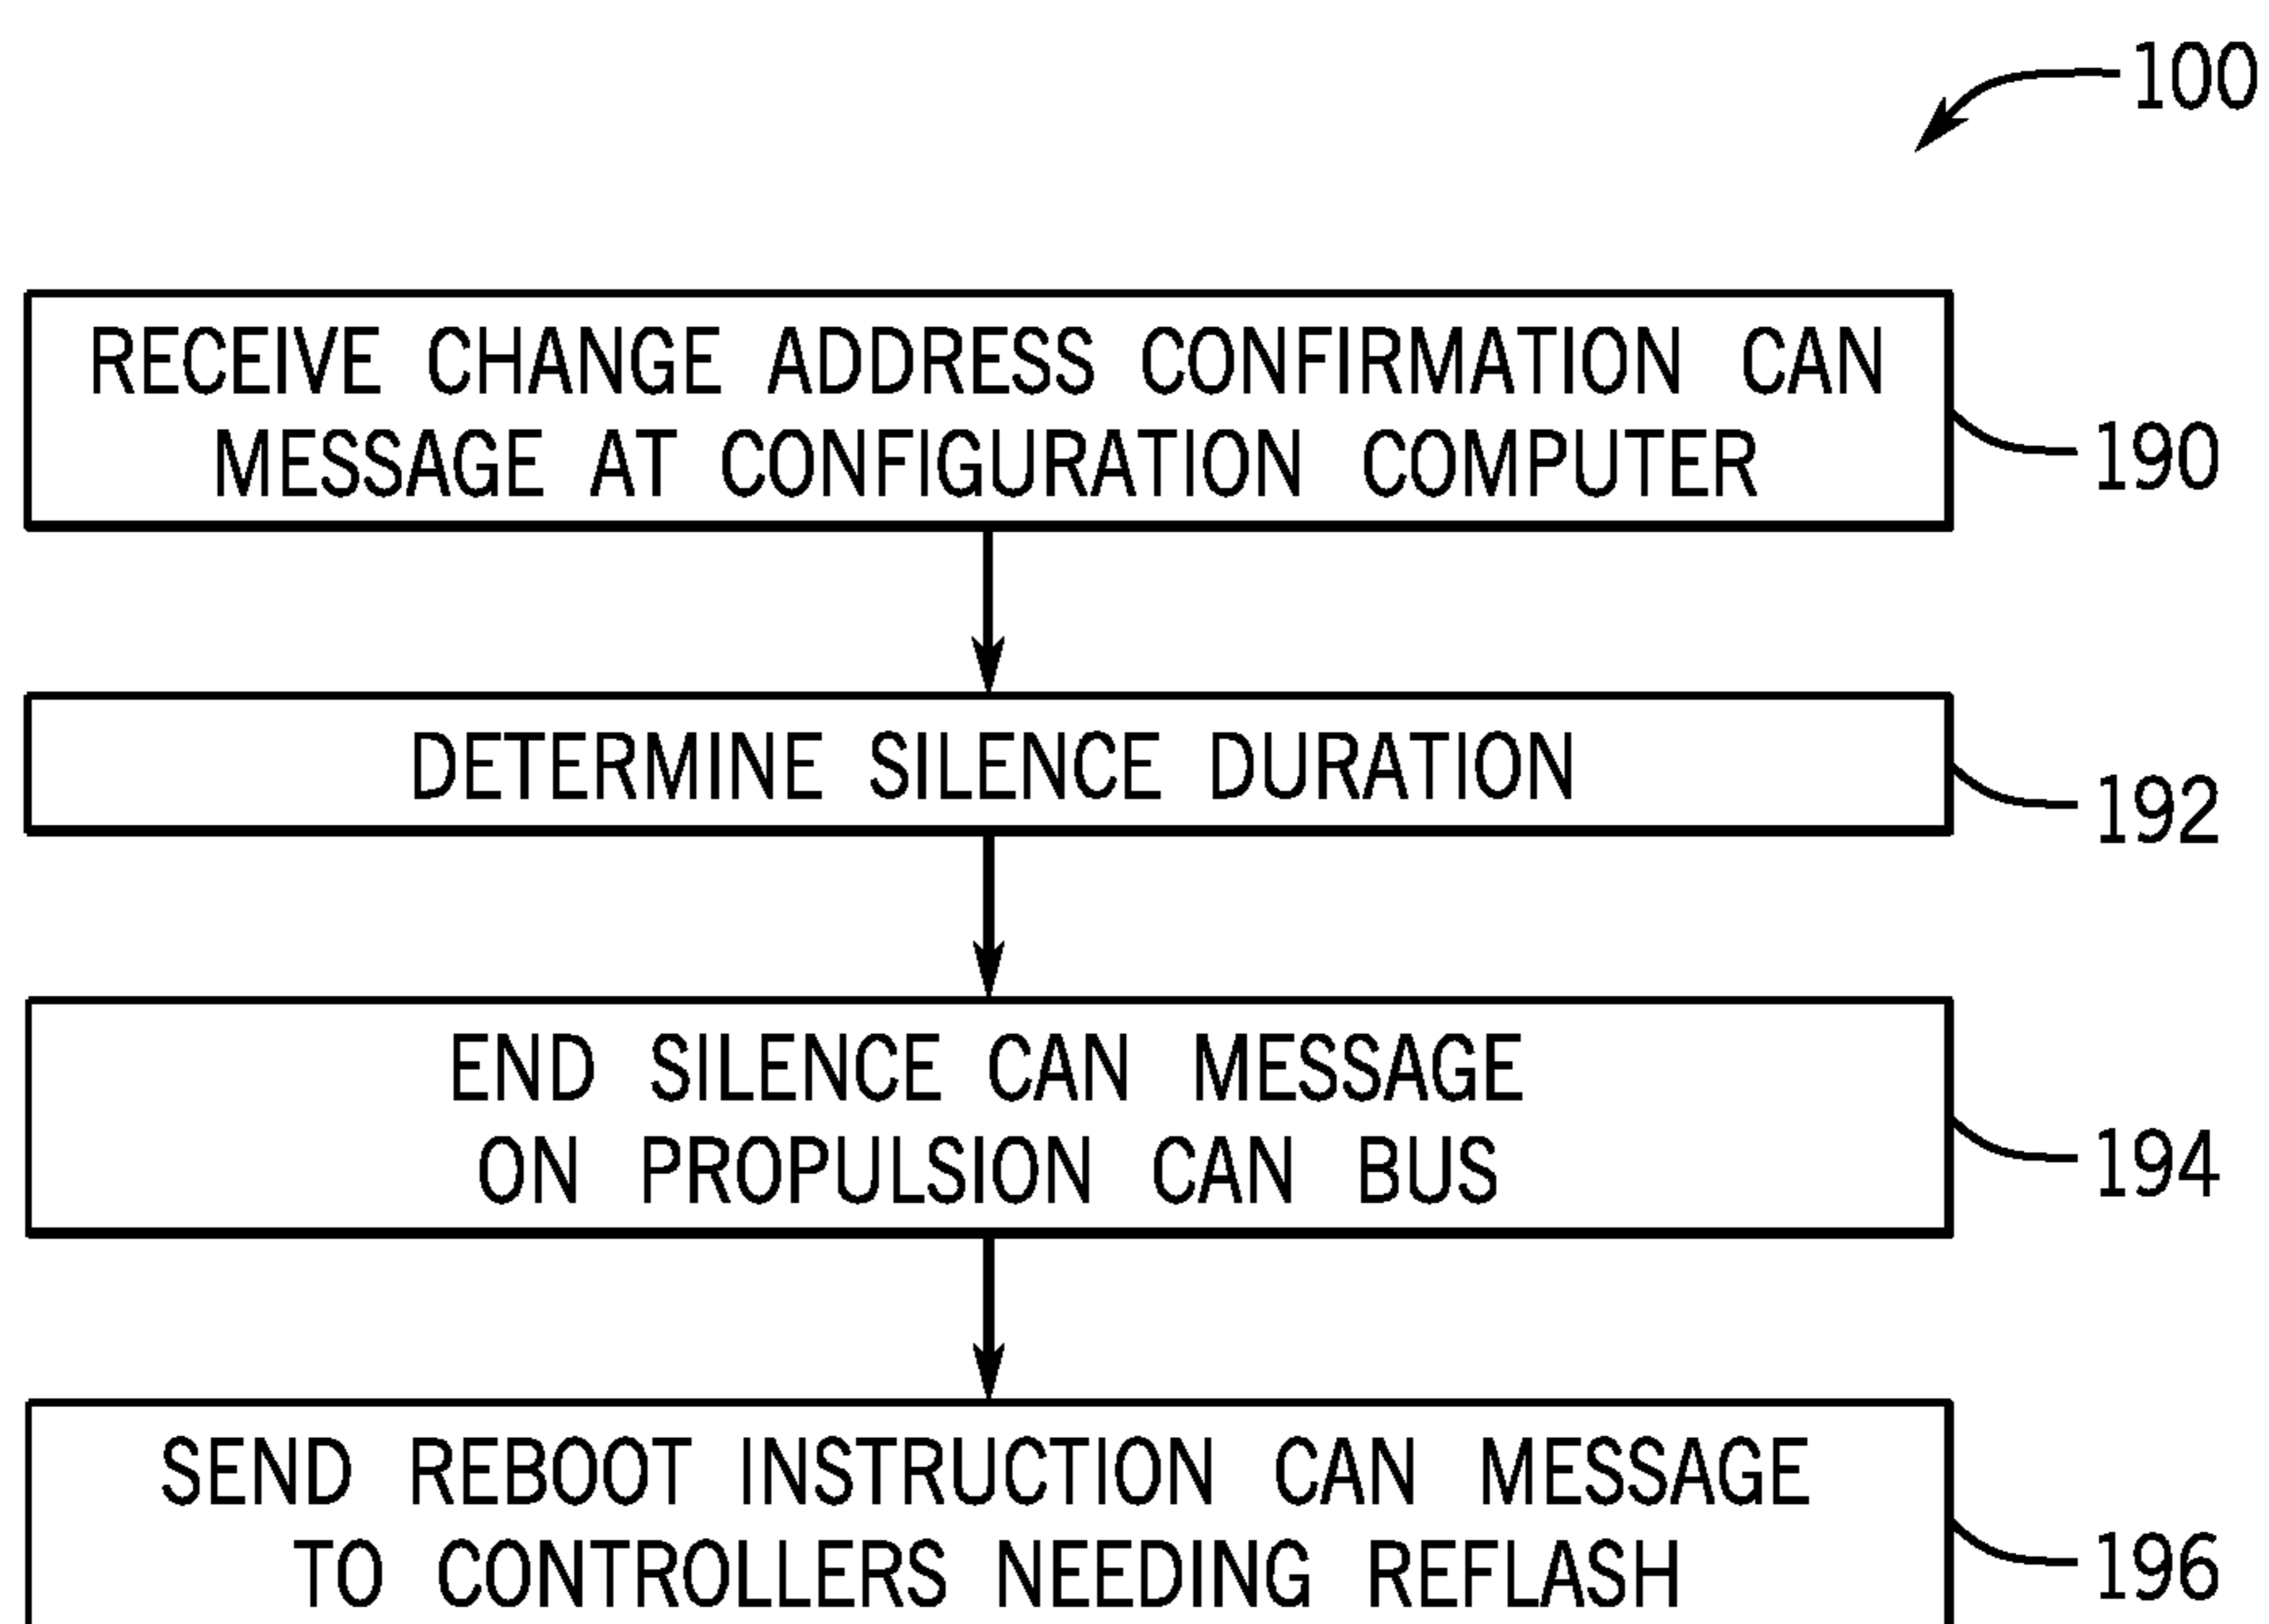 100
RECEIVE CHANGE ADDRESS CONFIRMATION CAN
MESSAGE AT CONFIGURATION COMPUTER
190
DETERMINE SILENCE DURATION
192
END SILENCE CAN MESSAGE
ON PROPULSION CAN BUS
194
SEND REBOOT INSTRUCTION CAN MESSAGE
TO CONTROLLERS NEEDING REFLASH
196